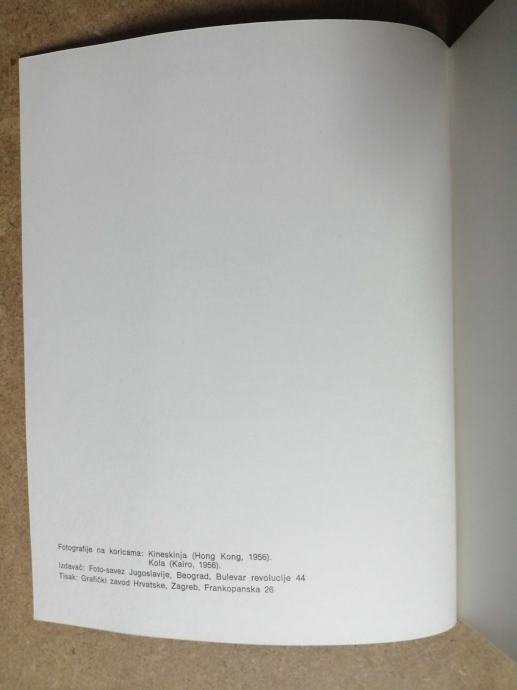 Fotografije na koricama: Kineskinja (Hong Kong, 1956).
Kola (Kairo, 1956).
Izdavač: Foto-savez Jugoslavije, Beograd, Bulevar revolucije 44
Tisak: Grafički zavod Hrvatske, Zagreb, Frankopanska 26